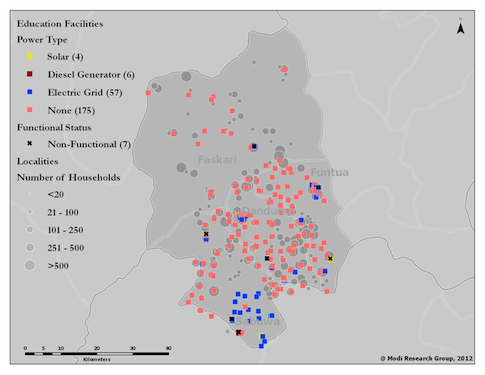 Education Facilities
Power Type
Solar (4)
Diesel Generator (6)
Electric Grid (57)
None (175)
Functional Status
Non-Functional (7)
Localities
Number of Households
<20
21 - 100
101 - 250
251 - 500
>500
Faskari
Funtua
Dandume
Sabuwa
0 5 10 20 30 40
Kilometers
@ Modi Research Group, 2012